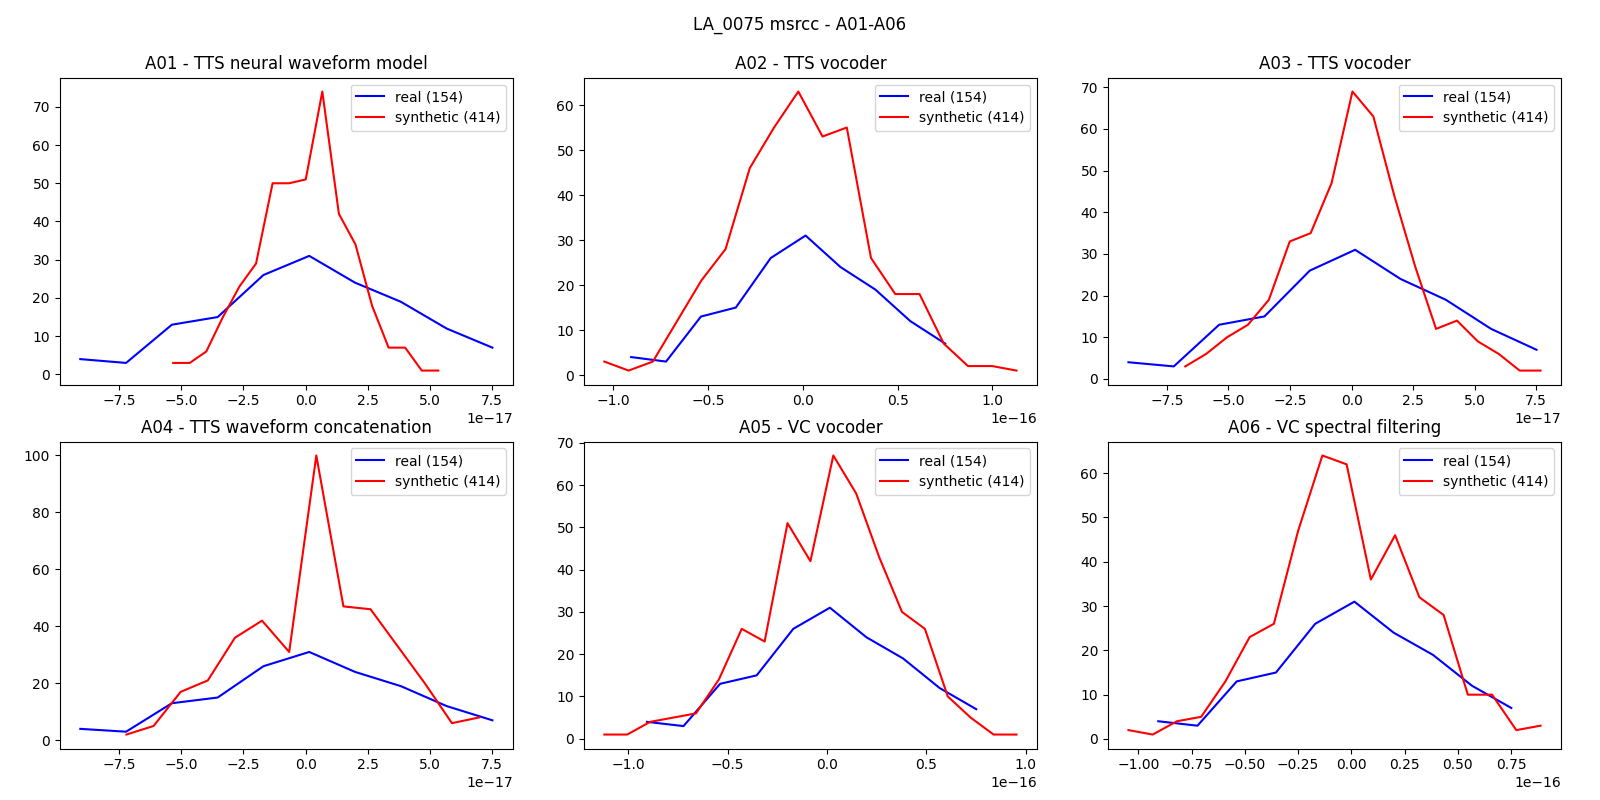 LA_0075 msrcc - A01-A06
A01 - TTS neural waveform model
real (154)
synthetic (414)
70
60
50
40
30
20
10
0
−7.5 −5.0 −2.5 0.0 2.5 5.0 7.5
1e−17
A02 - TTS vocoder
real (154)
synthetic (414)
60
50
40
30
20
10
0
−1.0 −0.5 0.0 0.5 1.0
1e−16
A03 - TTS vocoder
real (154)
synthetic (414)
70
60
50
40
30
20
10
0
−7.5 −5.0 −2.5 0.0 2.5 5.0 7.5
1e−17
A04 - TTS waveform concatenation
real (154)
synthetic (414)
100
80
60
40
20
0
−7.5 −5.0 −2.5 0.0 2.5 5.0 7.5
1e−17
A05 - VC vocoder
real (154)
synthetic (414)
70
60
50
40
30
20
10
0
−1.0 −0.5 0.0 0.5 1.0
1e−16
A06 - VC spectral filtering
real (154)
synthetic (414)
60
50
40
30
20
10
0
−1.00 −0.75 −0.50 −0.25 0.00 0.25 0.50 0.75
1e−16